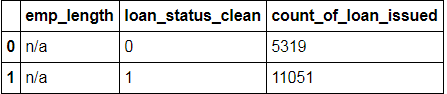 emp_length loan_status_clean count_of_loan_issued
0 n/a 0 5319
1 n/a 1 11051